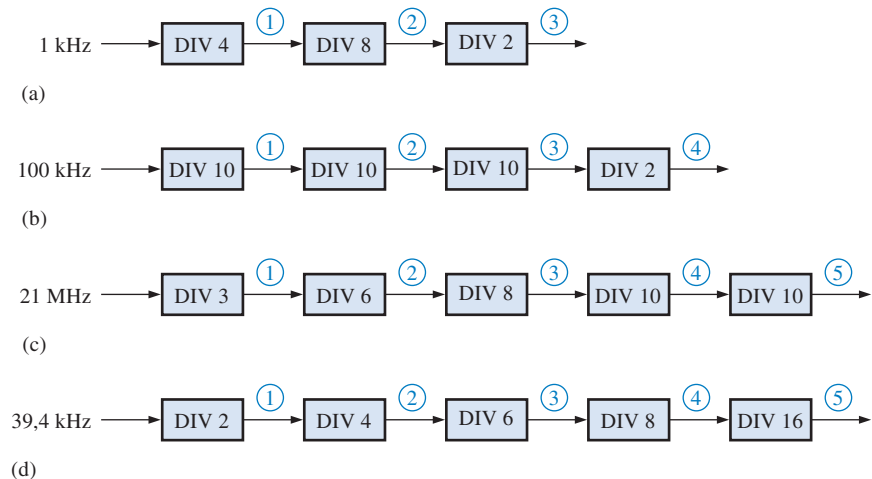 ① ② ③
1 kHz DIV 4 DIV 8 DIV 2
(a)
① ② ③ ④
100 kHz DIV 10 DIV 10 DIV 10 DIV 2
(b)
① ② ③ ④ ⑤
21 MHz DIV 3 DIV 6 DIV 8 DIV 10 DIV 10
(c)
① ② ③ ④ ⑤
39,4 kHz DIV 2 DIV 4 DIV 6 DIV 8 DIV 16
(d)